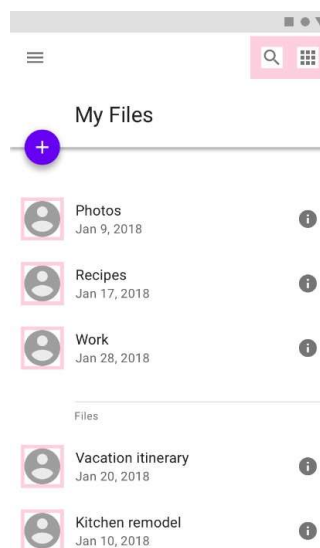 My Files
Photos
Jan 9, 2018
Recipes
Jan 17, 2018
Work
Jan 28, 2018
Files
Vacation itinerary
Jan 20, 2018
Kitchen remodel
Jan 10, 2018